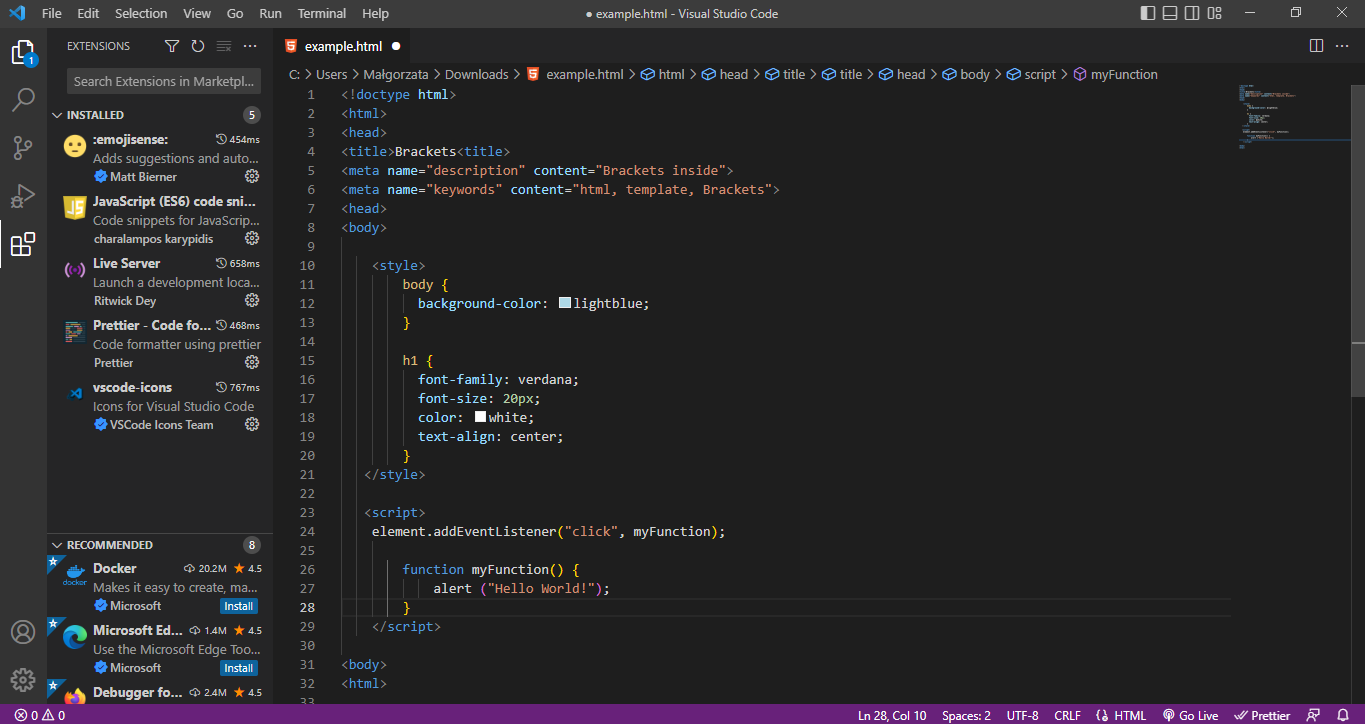 File Edit Selection View Go Run Terminal Help
● example.html - Visual Studio Code
EXTENSIONS
Search Extensions in Marketpl...
INSTALLED 5
:emojisense: 454ms
Adds suggestions and auto...
Matt Bierner
JavaScript (ES6) code sni...
Code snippets for JavaScrip...
charalampos karypidis
Live Server 658ms
Launch a development loca...
Ritwick Dey
Prettier - Code fo... 468ms
Code formatter using prettier
Prettier
vscode-icons 767ms
Icons for Visual Studio Code
VSCode Icons Team
RECOMMENDED 8
Docker 20.2M ★ 4.5
Makes it easy to create, ma...
Microsoft Install
Microsoft Ed... 1.4M ★ 4.5
Use the Microsoft Edge Too...
Microsoft Install
Debugger fo... 2.4M ★ 4.5
1
JS
docker
example.html ●
C: > Users > Małgorzata > Downloads > example.html > html > head > title > title > head > body > script > myFunction
1 <!doctype html>
2 <html>
3 <head>
4 <title>Brackets<title>
5 <meta name="description" content="Brackets inside">
6 <meta name="keywords" content="html, template, Brackets">
7 <head>
8 <body>
9
10 <style>
11 body {
12 background-color: lightblue;
13 }
14
15 h1 {
16 font-family: verdana;
17 font-size: 20px;
18 color: white;
19 text-align: center;
20 }
21 </style>
22
23 <script>
24 element.addEventListener("click", myFunction);
25
26 function myFunction() {
27 alert ("Hello World!");
28 }
29 </script>
30
31 <body>
32 <html>
33
0 0 Ln 28, Col 10 Spaces: 2 UTF-8 CRLF HTML Go Live Prettier